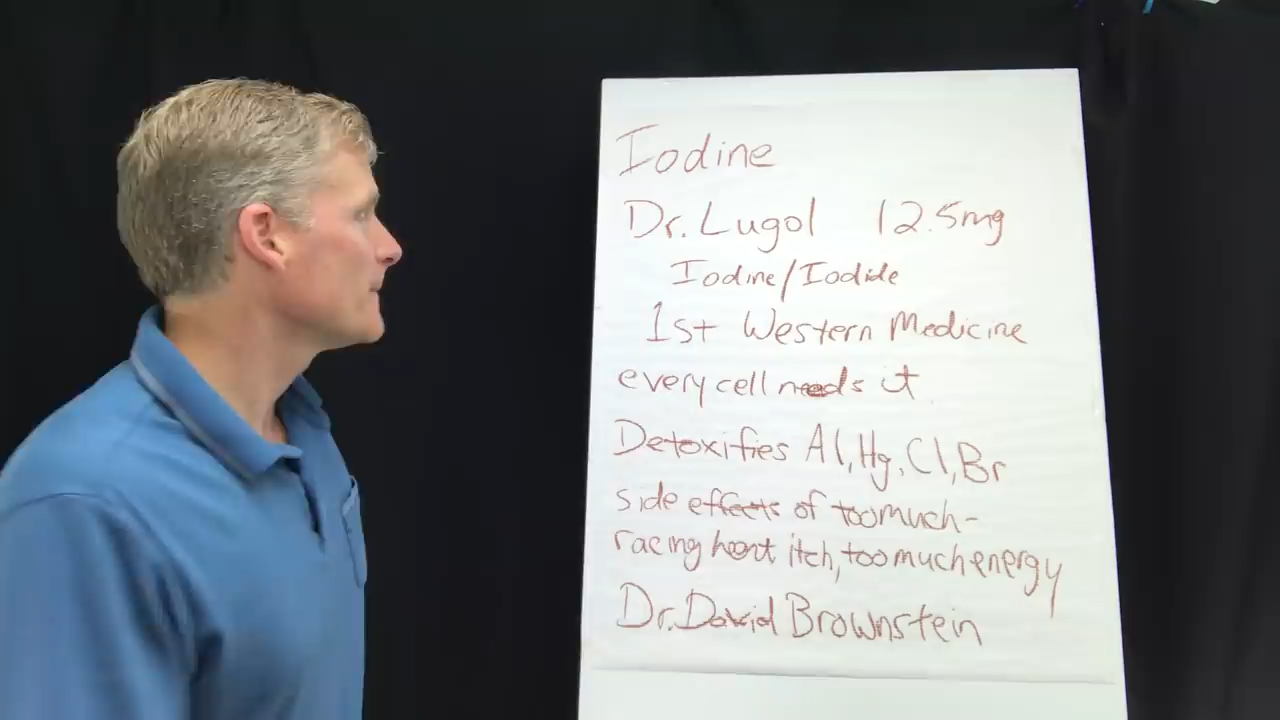 Iodine
Dr. Lugol 12.5mg
Iodine/Iodide
1st Western Medicine
every cell needs it
Detoxifies Al, Hg, Cl, Br
side effects of too much-
racing heart itch, too much energy
Dr. David Brownstein